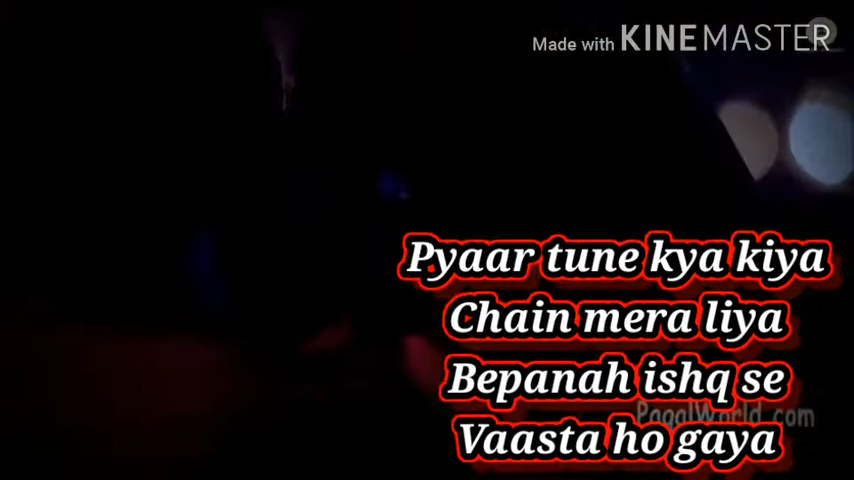 Made with KINEMASTER
Pyaar tune kya kiya
Chain mera liya
Bepanah ishq se
PagalWorld.com
Vaasta ho gaya